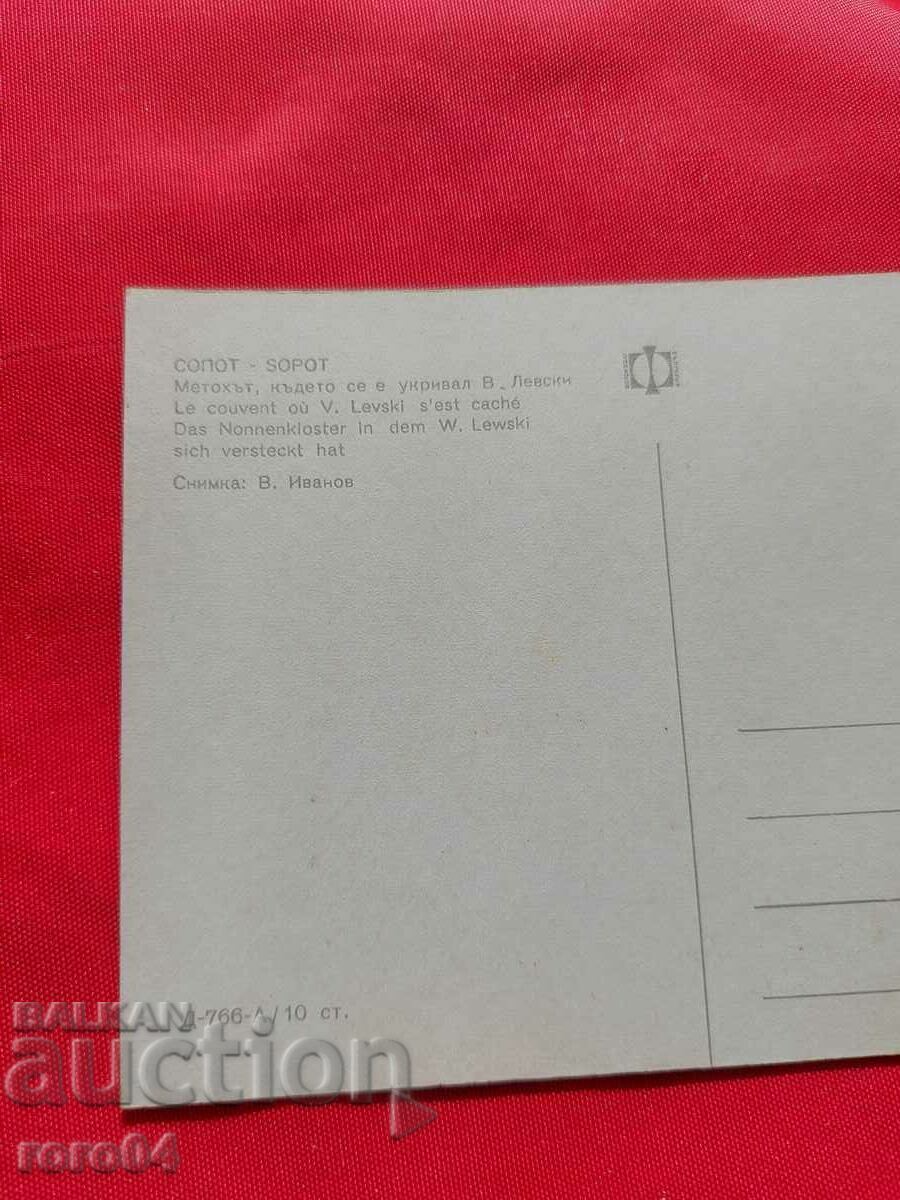 СОПОТ - SOPOT
Метохът, където се е укривал В. Левски
Le couvent où V. Levski s'est caché
Das Nonnenkloster in dem W. Lewski
sich versteckt hat
Снимка: В. Иванов
Д-766-А/10 ст.
BALKAN
auction
roro04